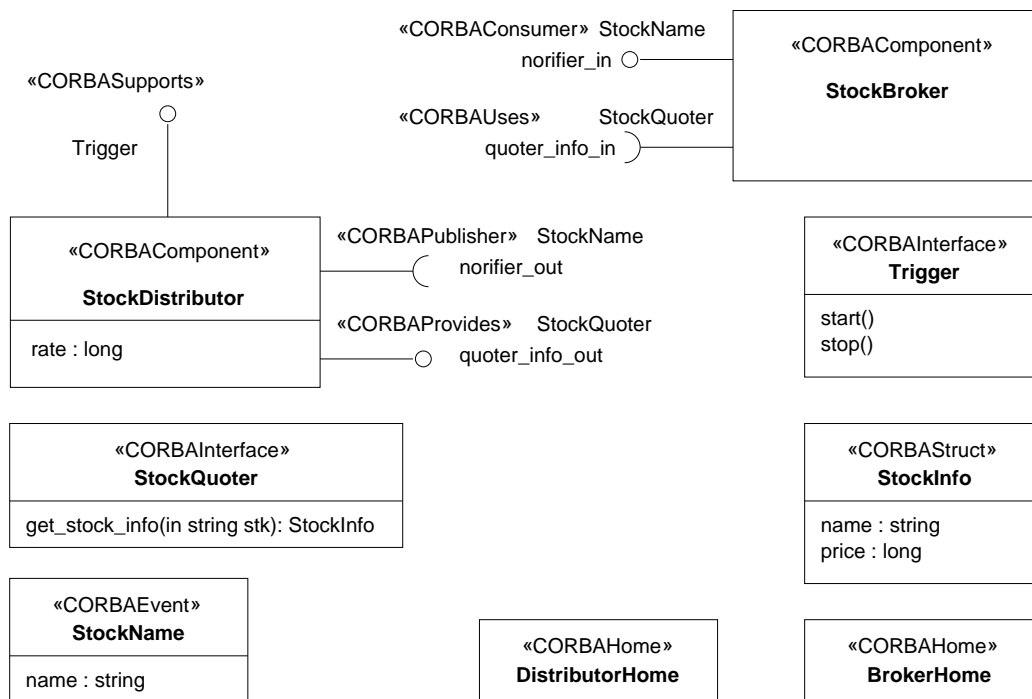 «CORBAConsumer» StockName
norifier_in
«CORBAComponent»
StockBroker
«CORBASupports»
Trigger
«CORBAUses» StockQuoter
quoter_info_in
«CORBAComponent»
StockDistributor
rate : long
«CORBAPublisher» StockName
norifier_out
«CORBAProvides» StockQuoter
quoter_info_out
«CORBAInterface»
Trigger
start()
stop()
«CORBAInterface»
StockQuoter
get_stock_info(in string stk): StockInfo
«CORBAStruct»
StockInfo
name : string
price : long
«CORBAEvent»
StockName
name : string
«CORBAHome»
DistributorHome
«CORBAHome»
BrokerHome